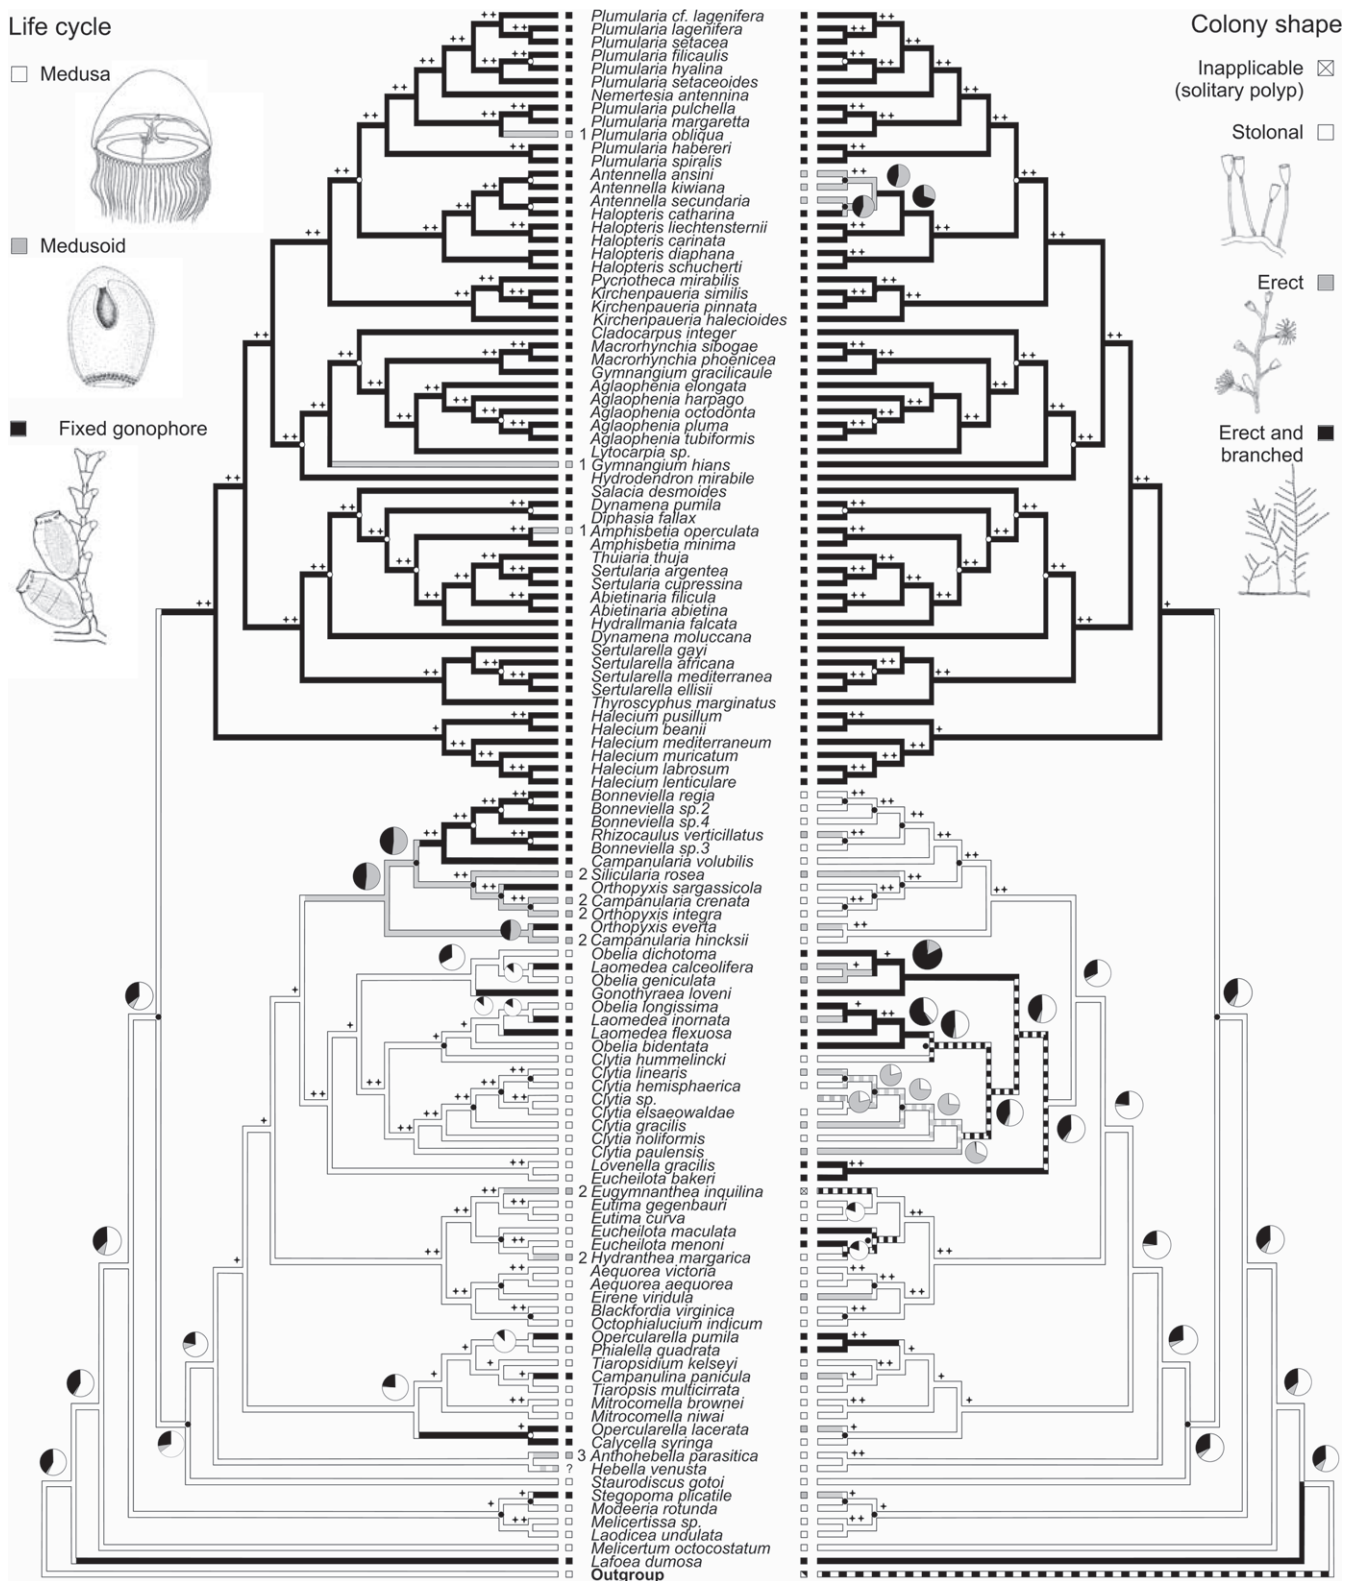 Life cycle
Medusa
Medusoid
Fixed gonophore
Colony shape
Inapplicable
(solitary polyp)
Stolonal
Erect
Erect and
branched
Plumularia cf. lagenifera
Plumularia lagenifera
Plumularia setacea
Plumularia filicaulis
Plumularia hyalina
Plumularia setaceoides
Nemertesia antennina
Plumularia pulchella
Plumularia margaretta
1 Plumularia obliqua
Plumularia habereri
Plumularia spiralis
Antennella ansini
Antennella kiwiana
Antennella secundaria
Halopteris catharina
Halopteris liechtensternii
Halopteris carinata
Halopteris diaphana
Halopteris schucherti
Pycnotheca mirabilis
Kirchenpaueria similis
Kirchenpaueria pinnata
Kirchenpaueria halecioides
Cladocarpus integer
Macrorhynchia sibogae
Macrorhynchia phoenicea
Gymnangium gracilicaule
Aglaophenia elongata
Aglaophenia harpago
Aglaophenia octodonta
Aglaophenia pluma
Aglaophenia tubiformis
Lytocarpia sp.
1 Gymnangium hians
Hydrodendron mirabile
Salacia desmoides
Dynamena pumila
Diphasia fallax
1 Amphisbetia operculata
Amphisbetia minima
Thuiaria thuja
Sertularia argentea
Sertularia cupressina
Abietinaria filicula
Abietinaria abietina
Hydrallmania falcata
Dynamena moluccana
Sertularella gayi
Sertularella africana
Sertularella mediterranea
Sertularella ellisii
Thyroscyphus marginatus
Halecium pusillum
Halecium beanii
Halecium mediterraneum
Halecium muricatum
Halecium labrosum
Halecium lenticulare
Bonneviella regia
Bonneviella sp.2
Bonneviella sp.4
Rhizocaulus verticillatus
Bonneviella sp.3
Campanularia volubilis
2 Silicularia rosea
Orthopyxis sargassicola
2 Campanularia crenata
2 Orthopyxis integra
Orthopyxis everta
2 Campanularia hincksii
Obelia dichotoma
Laomedea calceolifera
Obelia geniculata
Gonothyraea loveni
Obelia longissima
Laomedea inornata
Laomedea flexuosa
Obelia bidentata
Clytia hummelincki
Clytia linearis
Clytia hemisphaerica
Clytia sp.
Clytia elsaeowaldae
Clytia gracilis
Clytia noliformis
Clytia paulensis
Lovenella gracilis
Eucheilota bakeri
2 Eugymnanthea inquilina
Eutima gegenbauri
Eutima curva
Eucheilota maculata
Eucheilota menoni
2 Hydranthea margarica
Aequorea victoria
Aequorea aequorea
Eirene viridula
Blackfordia virginica
Octophialucium indicum
Opercularella pumila
Phialella quadrata
Tiaropsidium kelseyi
Campanulina panicula
Tiaropsis multicirrata
Mitrocomella brownei
Mitrocomella niwai
Opercularella lacerata
Calycella syringa
3 Anthohebella parasitica
? Hebella venusta
Staurodiscus gotoi
Stegopoma plicatile
Modeeria rotunda
Melicertissa sp.
Laodicea undulata
Melicertum octocostatum
Lafoea dumosa
Outgroup